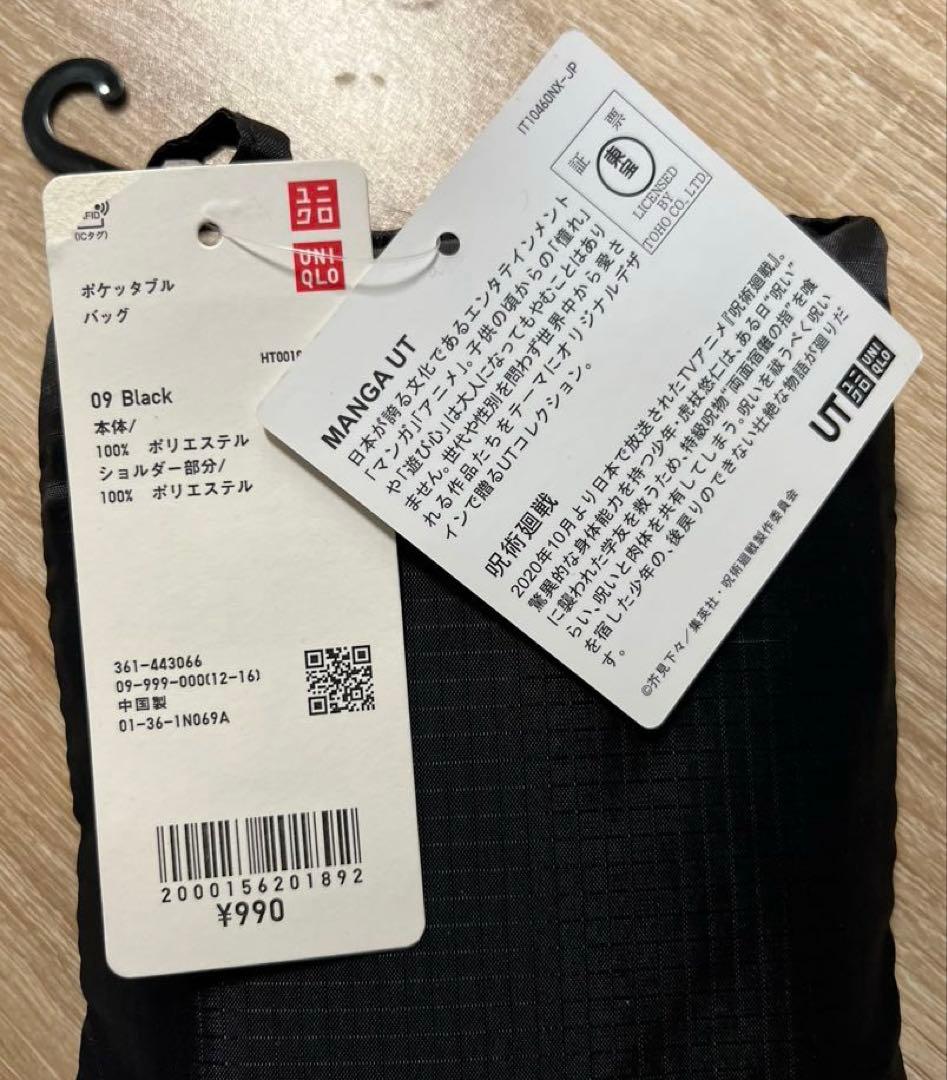 RFID
(ICタグ)
ユニ
クロ
UNI
QLO
ポケッタブル
バッグ
HT001
09 Black
本体/
100% ポリエステル
ショルダー部分/
100% ポリエステル
361-443066
09-999-000(12-16)
中国製
01-36-1N069A
2000156201892
¥990
IT10460NX-JP
証 票
東宝
LICENSED
BY
TOHO CO., LTD.
MANGA UT
日本が誇る文化であるエンタテインメント
「マンガ」「アニメ」。子供の頃からの「憧れ」
や「遊び心」は大人になってもやむことはあり
ません。世代や性別を問わず世界中から愛さ
れる作品たちをテーマにオリジナルデザ
インで贈るUTコレクション。
呪術廻戦
2020年10月より日本で放送されたTVアニメ『呪術廻戦』。
驚異的な身体能力を持つ少年・虎杖悠仁は、ある日“呪い”
に襲われた学友を救うため、特級呪物“両面宿儺の指”を喰
らい、呪いと肉体を共有してしまう。呪いを祓うべく呪い
を宿した少年の、後戻りのできない壮絶な物語が廻りだ
す。
©芥見下々/集英社・呪術廻戦製作委員会
UT
ユニ
クロ
UNI
QLO